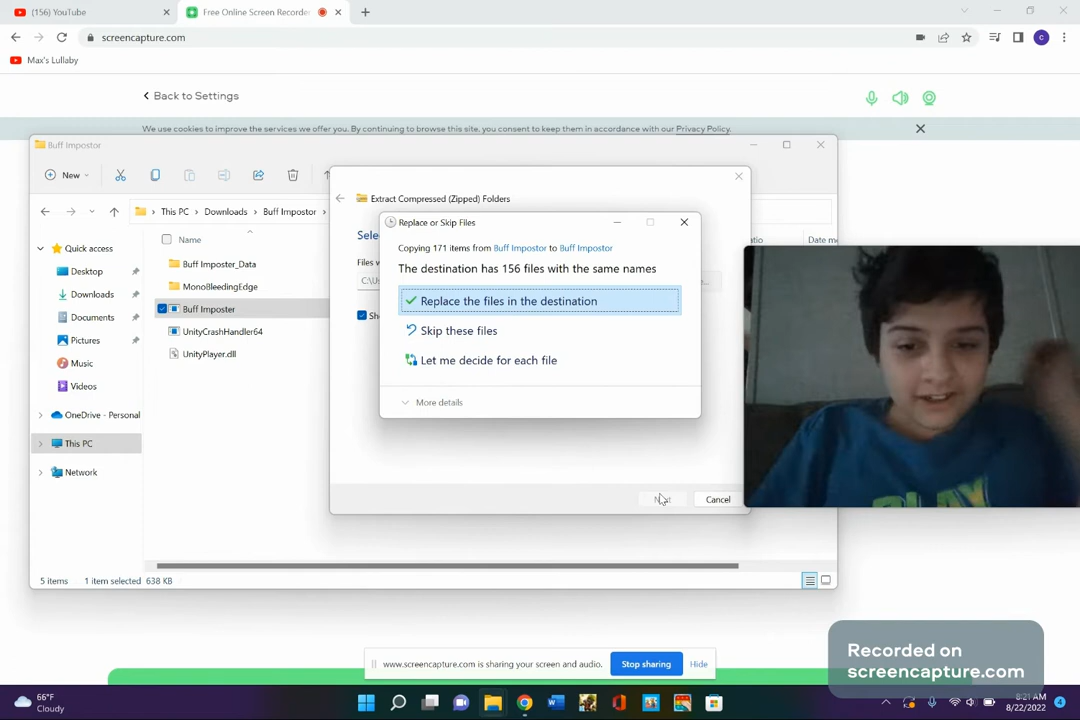 (156) YouTube
Free Online Screen Recorder
screencapture.com
Max's Lullaby
Back to Settings
We use cookies to improve the services we offer you. By continuing to browse this site, you consent to keep them in accordance with our Privacy Policy.
Buff Impostor
New
This PC > Downloads > Buff Impostor >
Name
Date mo
Quick access
Desktop
Downloads
Documents
Pictures
Music
Videos
OneDrive - Personal
This PC
Network
Buff Imposter_Data
MonoBleedingEdge
Buff Imposter
UnityCrashHandler64
UnityPlayer.dll
Extract Compressed (Zipped) Folders
Replace or Skip Files
Copying 171 items from Buff Impostor to Buff Impostor
The destination has 156 files with the same names
Replace the files in the destination
Skip these files
Let me decide for each file
More details
Cancel
5 items 1 item selected 638 KB
www.screencapture.com is sharing your screen and audio.
Stop sharing
Hide
Recorded on
screencapture.com
66°F
Cloudy
8:21 AM
8/22/2022
4